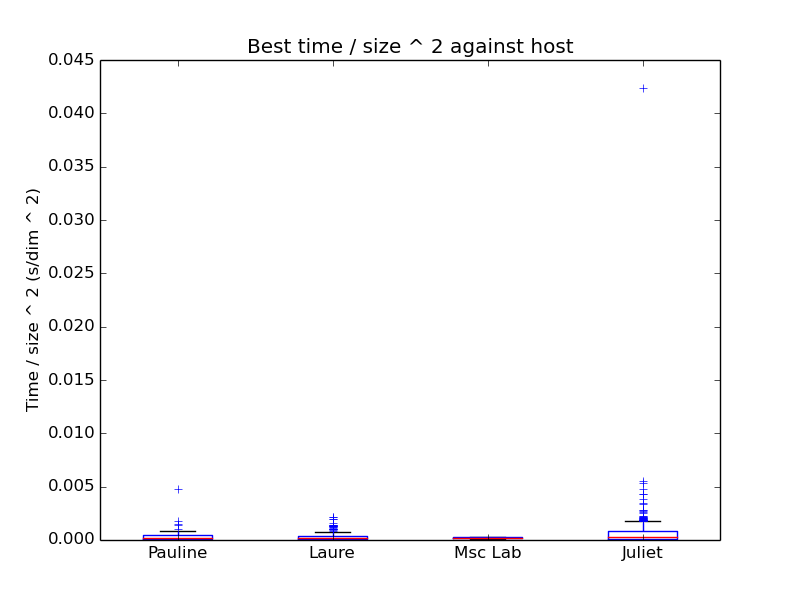 Best time / size ^ 2 against host
0.045
0.040
0.035
0.030
0.025
0.020
0.015
0.010
0.005
0.000
Time / size ^ 2 (s/dim ^ 2)
Pauline
Laure
Msc Lab
Juliet